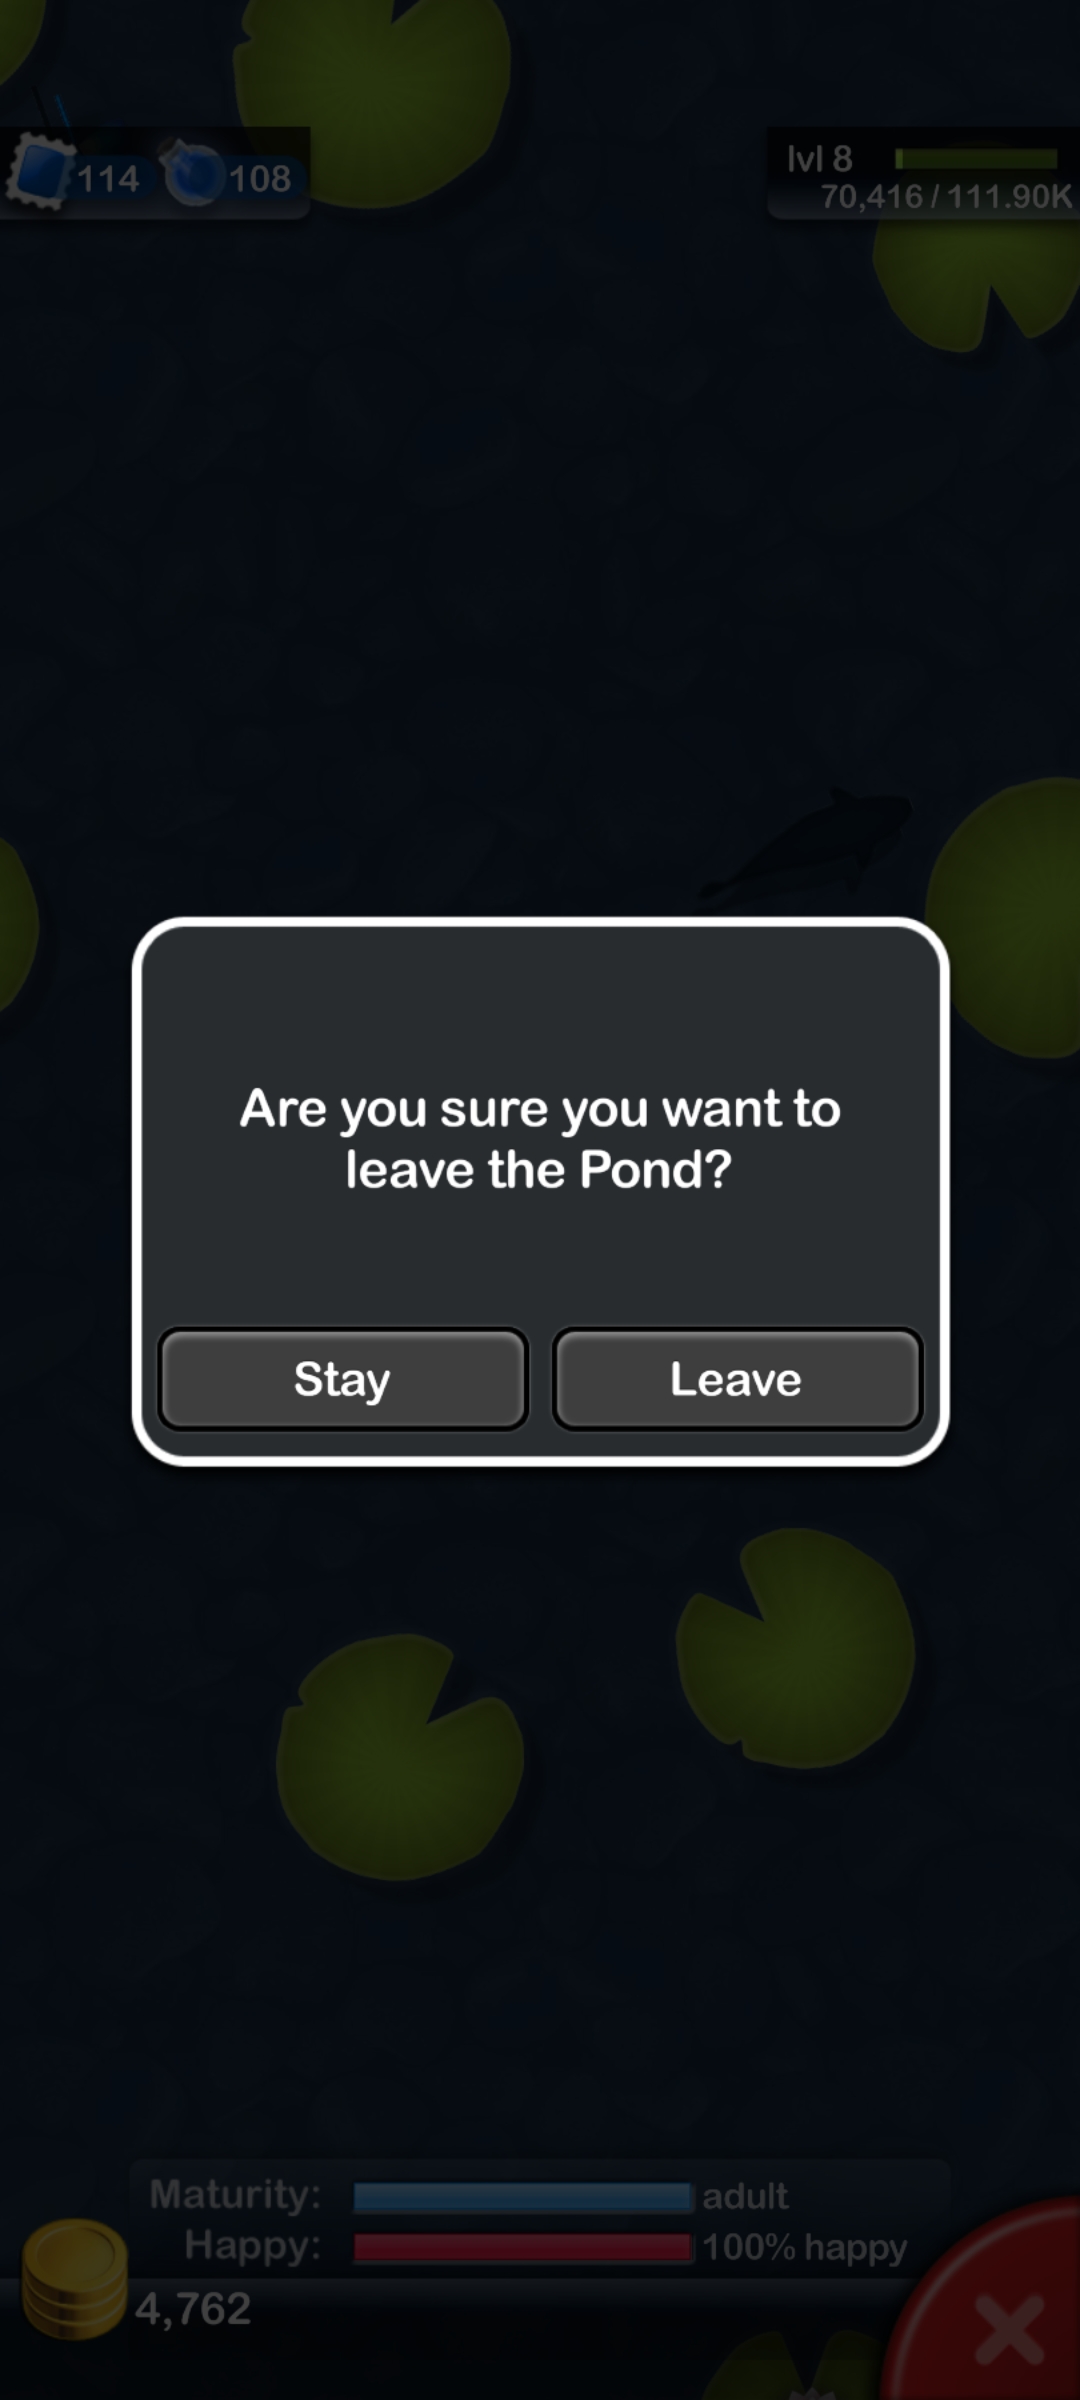 114 108
lvl 8
70,416 / 111.90K
Are you sure you want to
leave the Pond?
Stay Leave
Maturity: adult
Happy: 100% happy
4,762